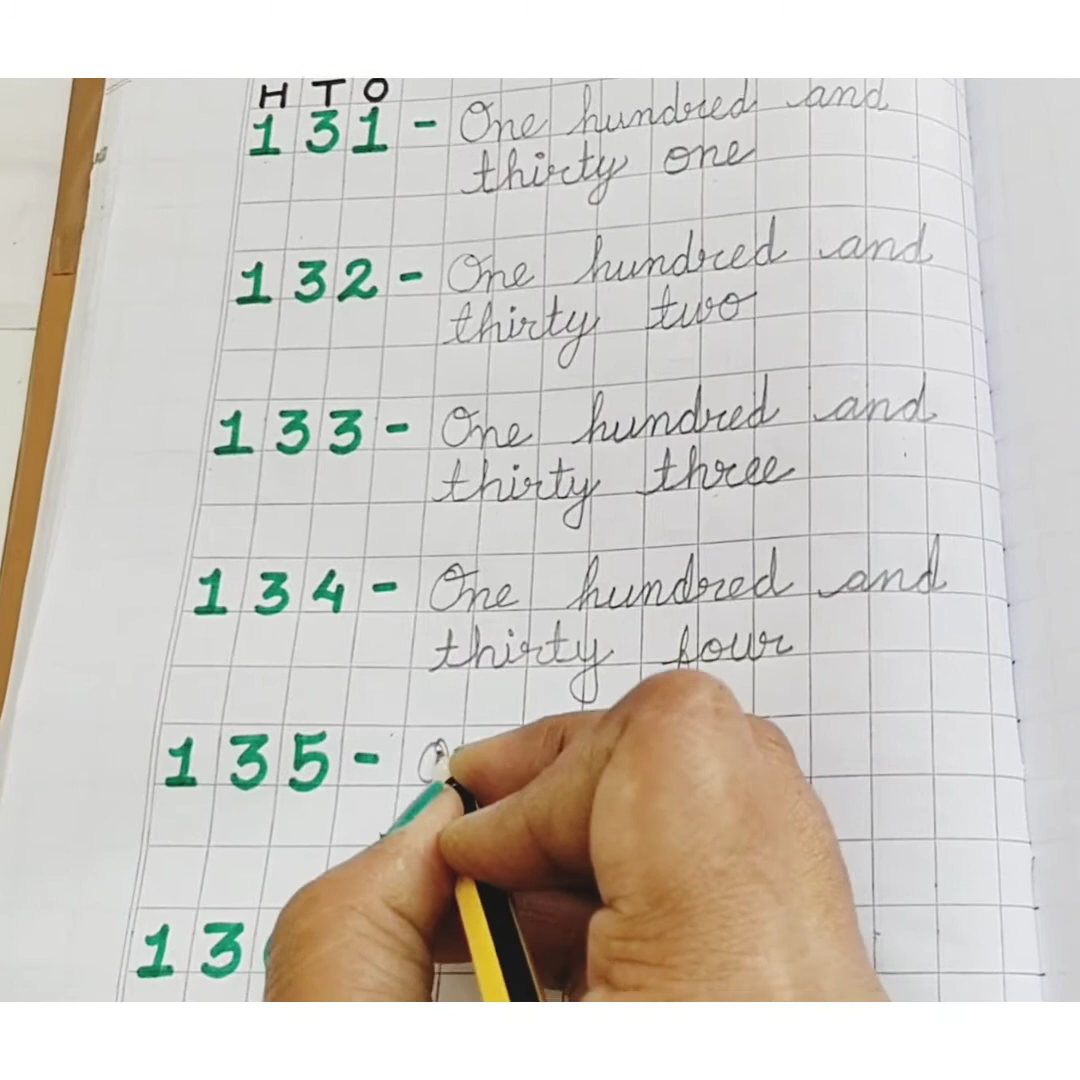 H T O
131 - One hundred and
thirty one
132 - One hundred and
thirty two
133 - One hundred and
thirty three
134 - One hundred and
thirty four
135 - O
13